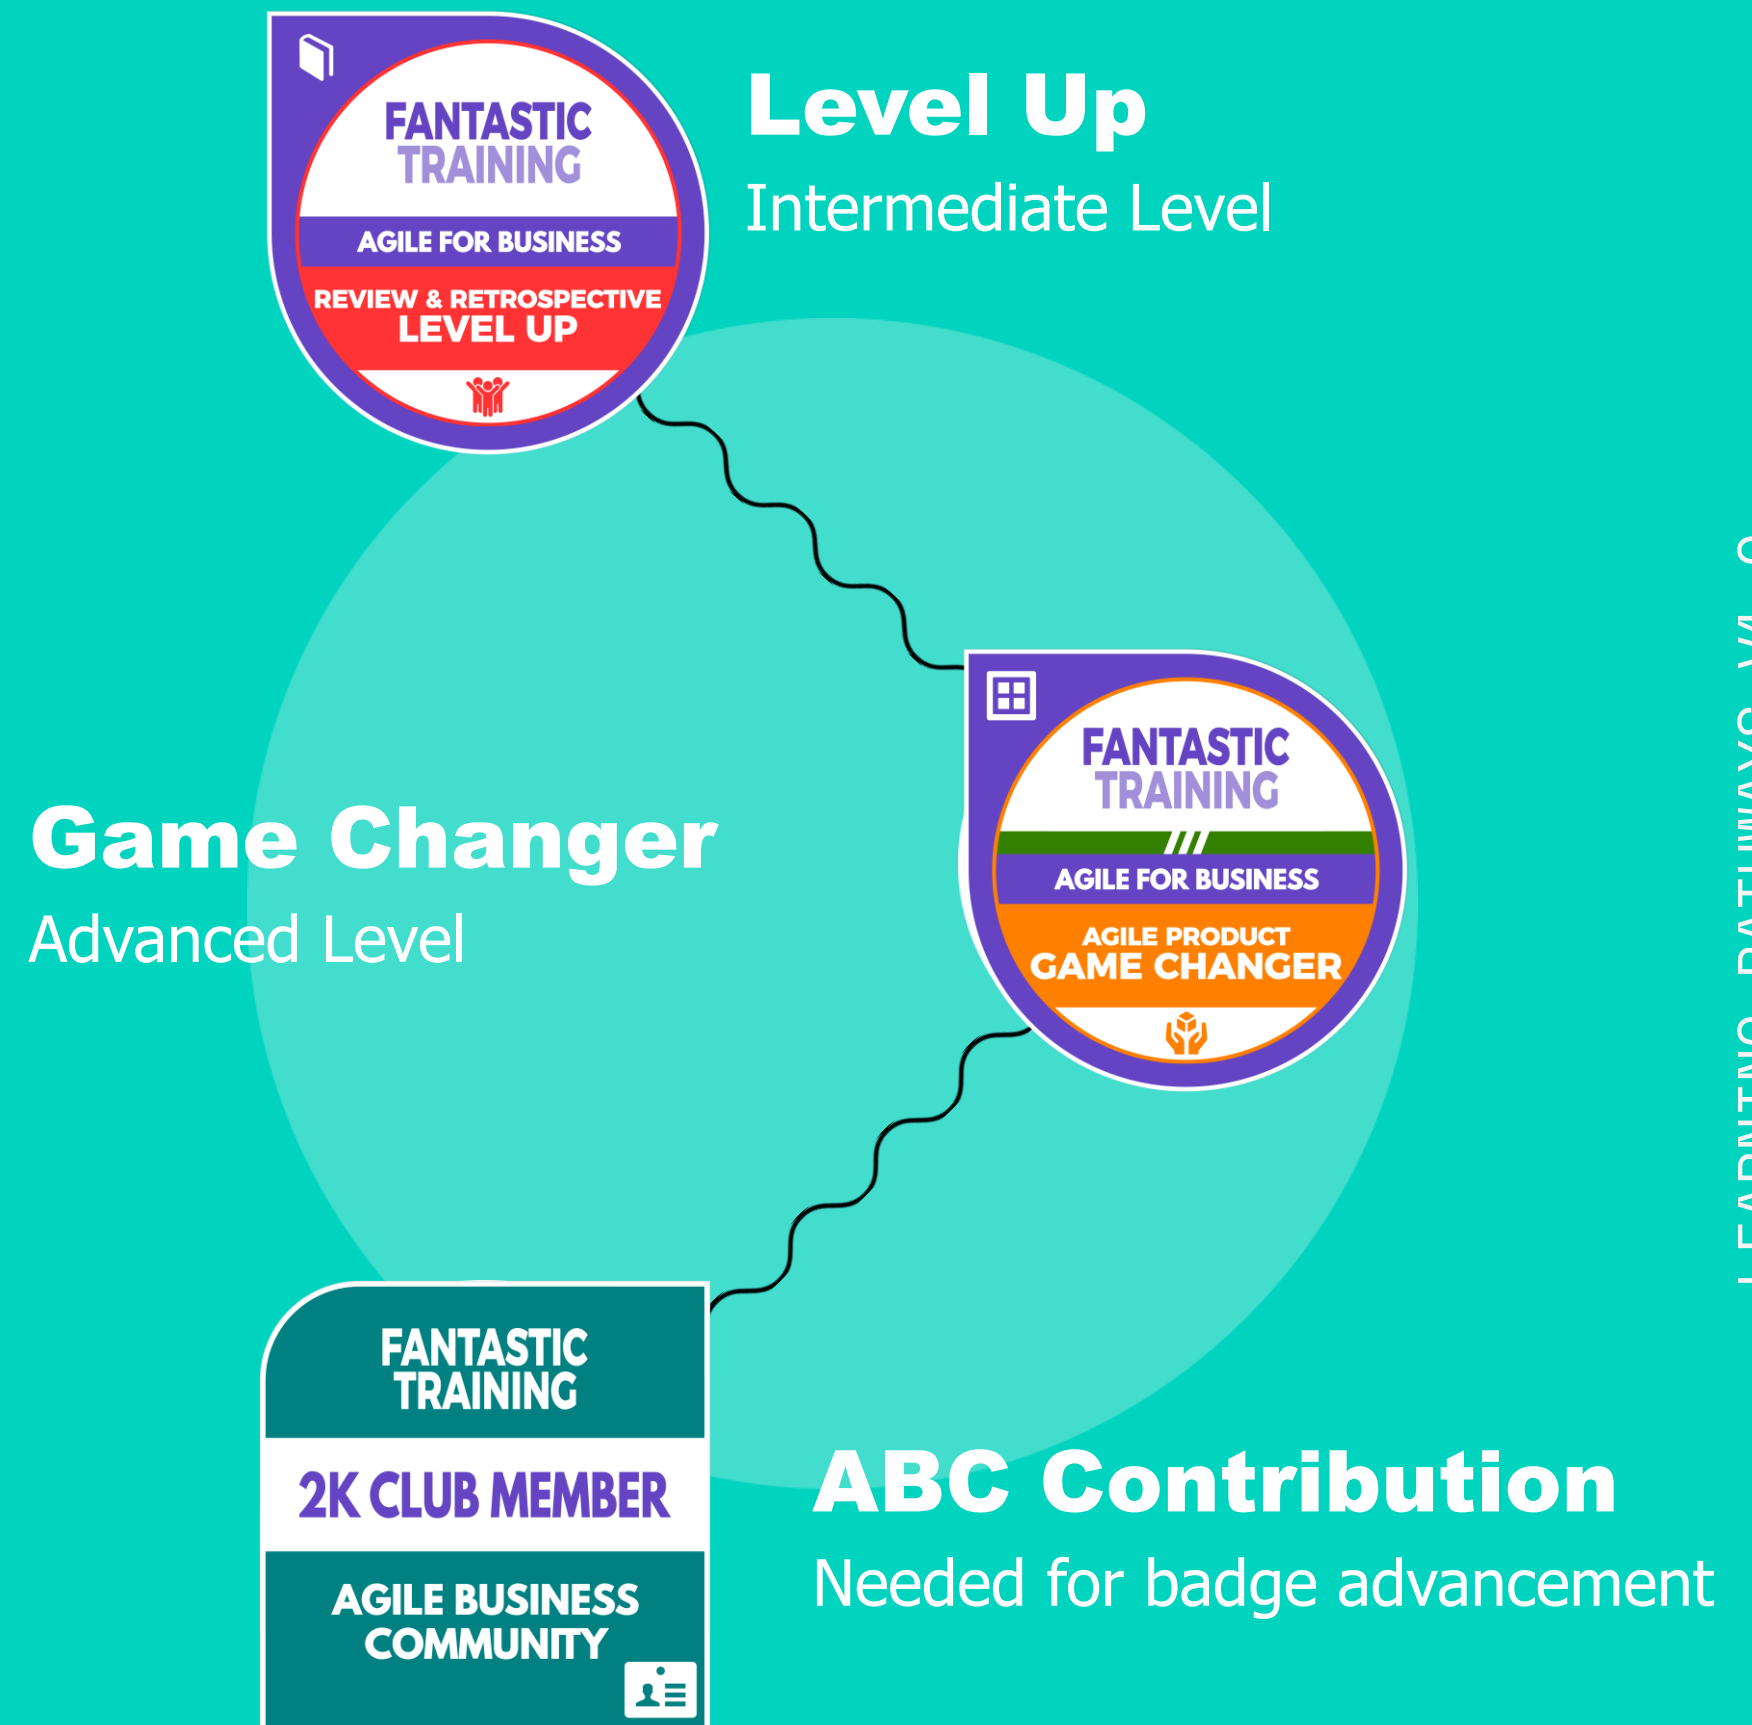 FANTASTIC
TRAINING
AGILE FOR BUSINESS
REVIEW & RETROSPECTIVE
LEVEL UP
Level Up
Intermediate Level
FANTASTIC
TRAINING
AGILE FOR BUSINESS
AGILE PRODUCT
GAME CHANGER
Game Changer
Advanced Level
FANTASTIC
TRAINING
2K CLUB MEMBER
AGILE BUSINESS
COMMUNITY
ABC Contribution
Needed for badge advancement